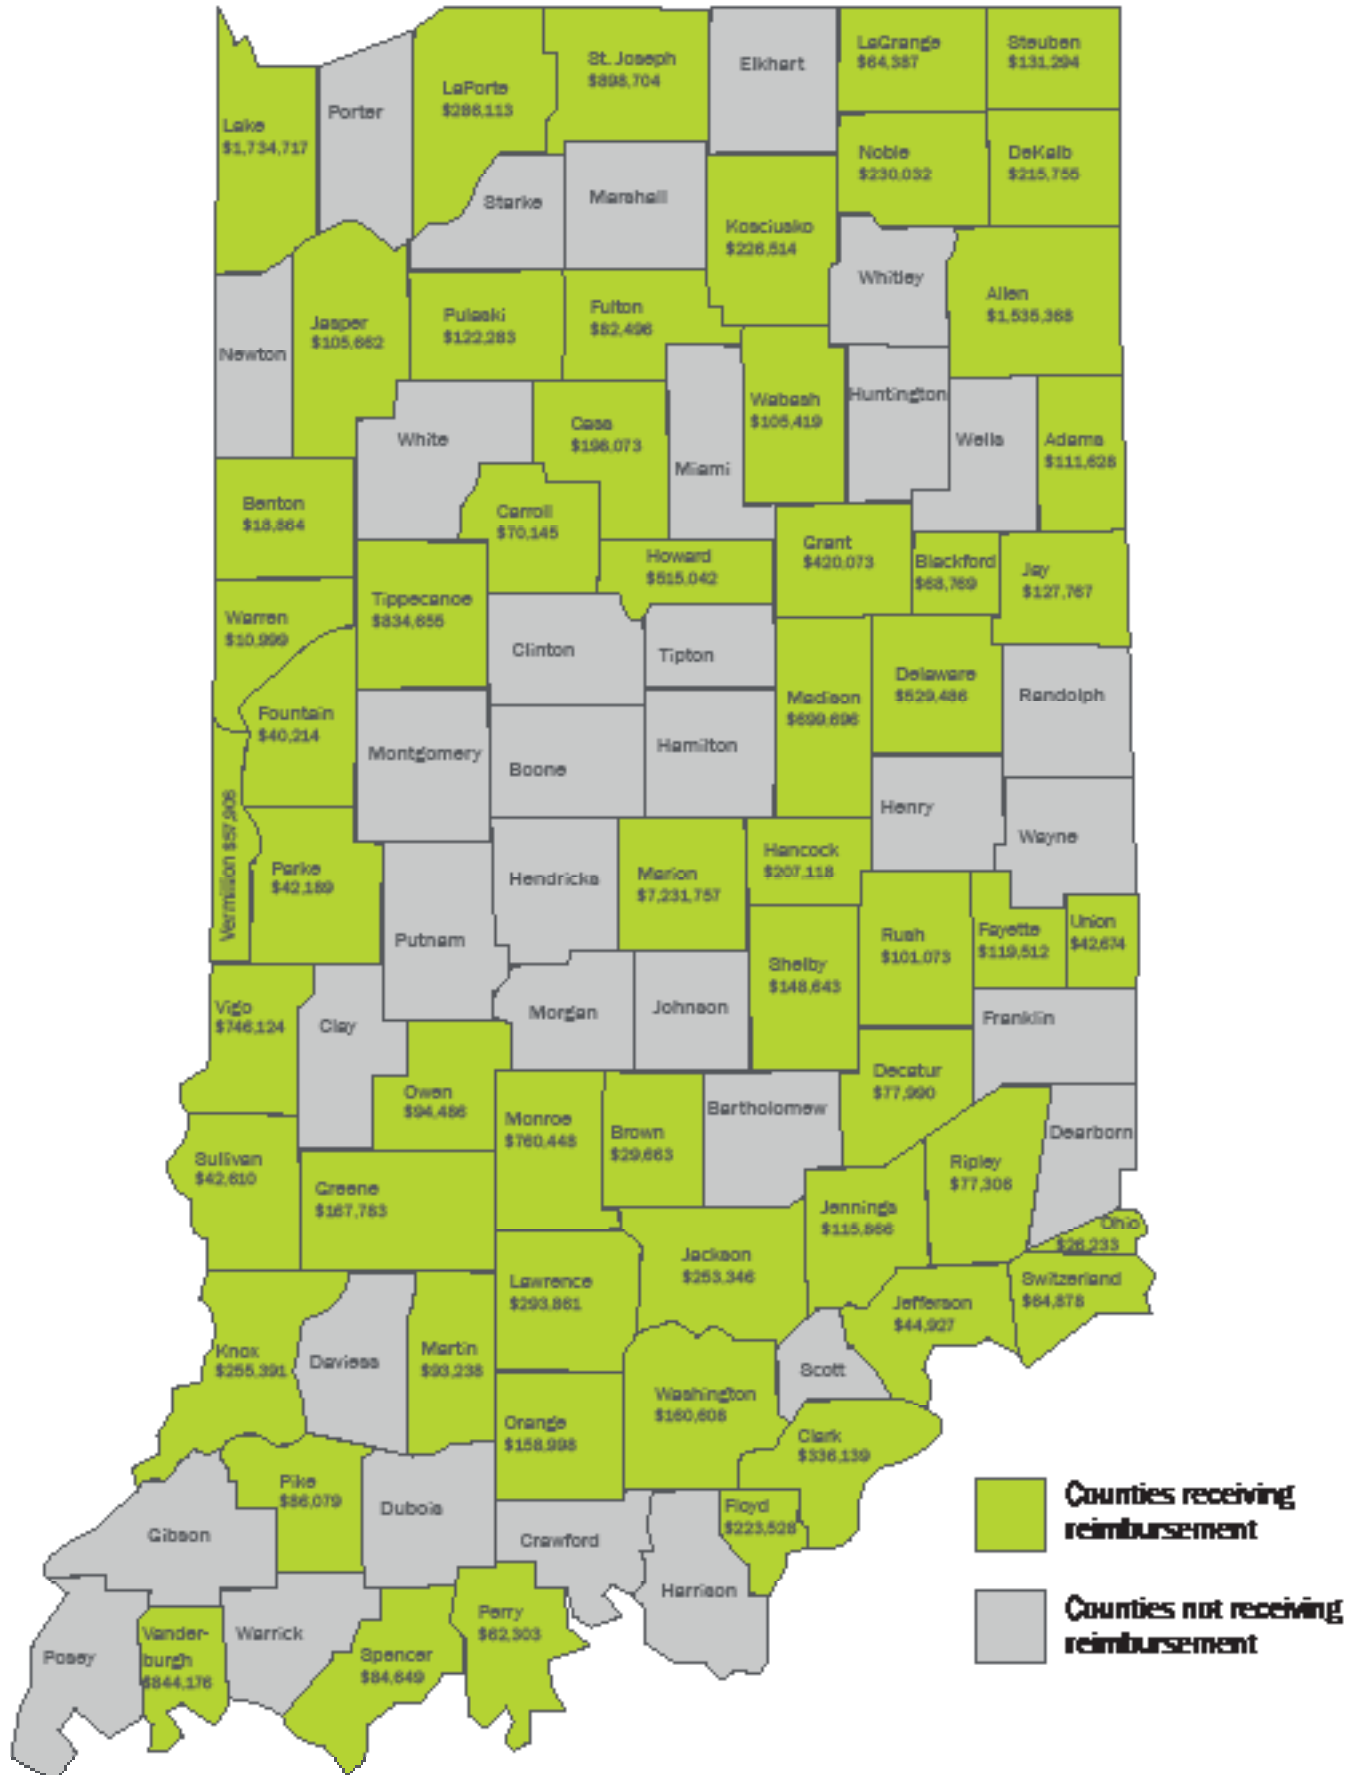 St. Joseph
$898,704
Elkhart
LaGrange
$64,387
Steuben
$131,294
LaPorte
$286,113
Porter
Lake
$1,734,717
Noble
$230,032
DeKalb
$215,755
Starke
Marshall
Kosciusko
$226,514
Whitley
Allen
$1,535,368
Newton
Jasper
$105,662
Pulaski
$122,283
Fulton
$82,496
White
Cass
$198,073
Miami
Wabash
$105,419
Huntington
Wells
Adams
$111,628
Benton
$18,864
Carroll
$70,145
Howard
$515,042
Grant
$420,073
Blackford
$68,769
Jay
$127,767
Warren
$10,999
Tippecanoe
$834,655
Clinton
Tipton
Madison
$699,696
Delaware
$529,486
Randolph
Fountain
$40,214
Montgomery
Boone
Hamilton
Henry
Wayne
Vermillion $57,906
Parke
$42,189
Putnam
Hendricks
Marion
$7,231,757
Hancock
$207,118
Shelby
$148,643
Rush
$101,073
Fayette
$119,512
Union
$42,674
Vigo
$746,124
Clay
Morgan
Johnson
Franklin
Owen
$94,486
Monroe
$760,448
Brown
$29,663
Bartholomew
Decatur
$77,990
Dearborn
Sullivan
$42,610
Greene
$167,783
Ripley
$77,306
Jennings
$115,866
Ohio
$26,233
Jackson
$253,346
Lawrence
$293,861
Switzerland
$64,878
Jefferson
$44,927
Knox
$255,391
Daviess
Martin
$93,238
Scott
Washington
$160,608
Orange
$158,998
Clark
$336,139
Pike
$86,079
Dubois
Floyd
$223,528
Gibson
Crawford
Harrison
Posey
Vander-
burgh
$844,176
Warrick
Spencer
$84,649
Perry
$62,303
Counties receiving
reimbursement
Counties not receiving
reimbursement